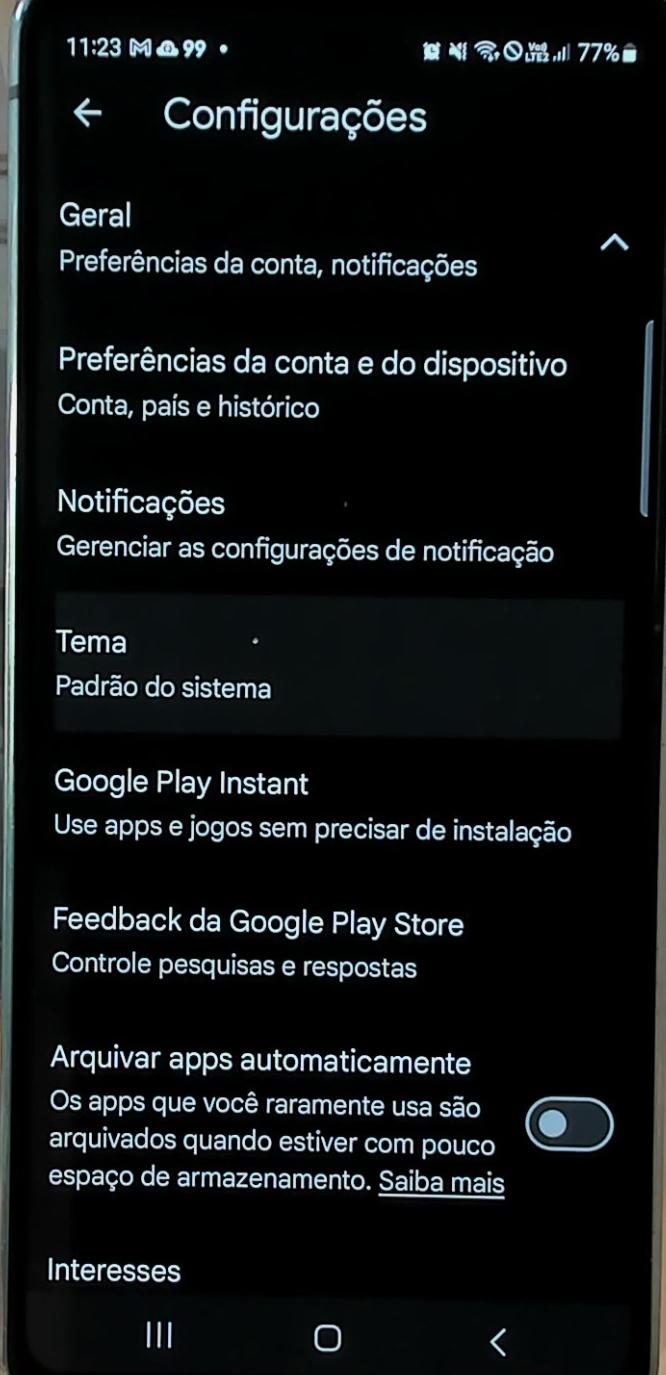 11:23 99
Vo) LTE2 77%
Configurações
Geral
Preferências da conta, notificações
Preferências da conta e do dispositivo
Conta, país e histórico
Notificações
Gerenciar as configurações de notificação
Tema
Padrão do sistema
Google Play Instant
Use apps e jogos sem precisar de instalação
Feedback da Google Play Store
Controle pesquisas e respostas
Arquivar apps automaticamente
Os apps que você raramente usa são
arquivados quando estiver com pouco
espaço de armazenamento. Saiba mais
Interesses